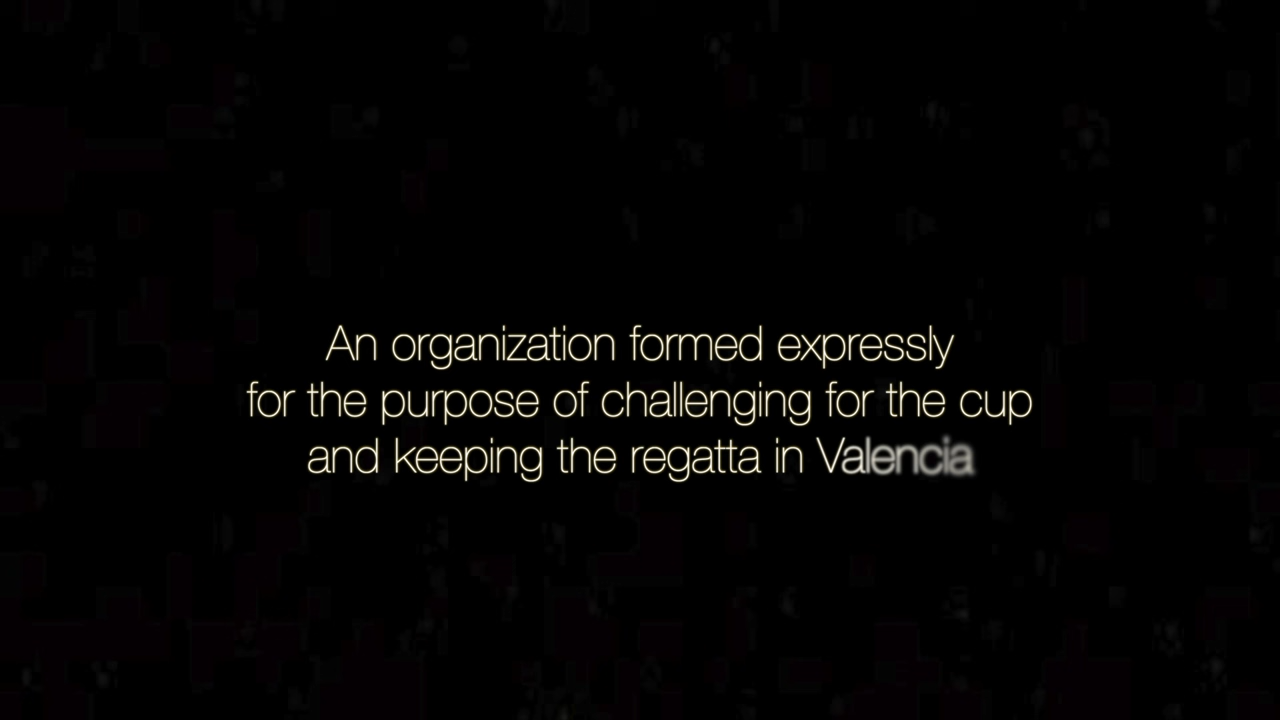 An organization formed expressly
for the purpose of challenging for the cup
and keeping the regatta in Valencia